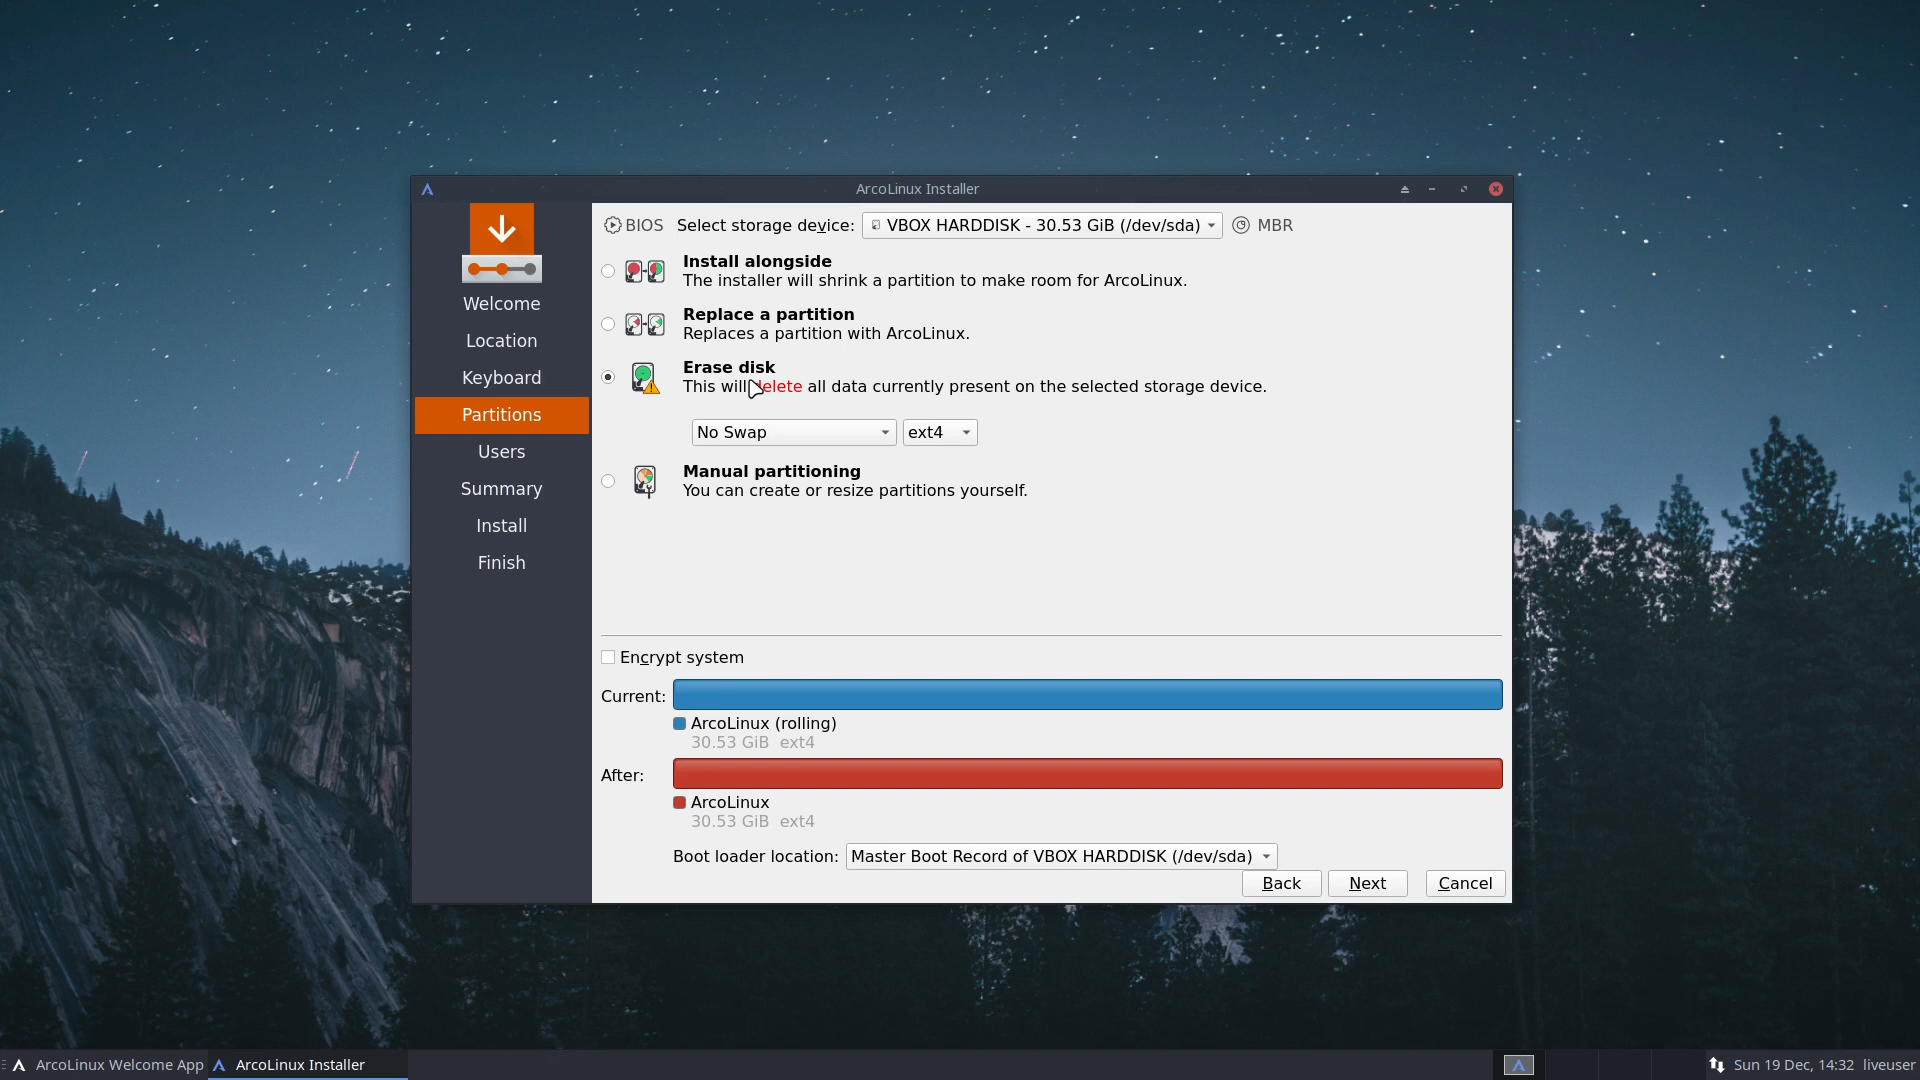 ArcoLinux Installer
BIOS Select storage device: VBOX HARDDISK - 30.53 GiB (/dev/sda) MBR
Install alongside
The installer will shrink a partition to make room for ArcoLinux.
Replace a partition
Replaces a partition with ArcoLinux.
Erase disk
This will delete all data currently present on the selected storage device.
No Swap ext4
Manual partitioning
You can create or resize partitions yourself.
Welcome
Location
Keyboard
Partitions
Users
Summary
Install
Finish
Encrypt system
Current:
ArcoLinux (rolling)
30.53 GiB ext4
After:
ArcoLinux
30.53 GiB ext4
Boot loader location: Master Boot Record of VBOX HARDDISK (/dev/sda)
Back Next Cancel
ArcoLinux Welcome App ArcoLinux Installer Sun 19 Dec, 14:32 liveuser